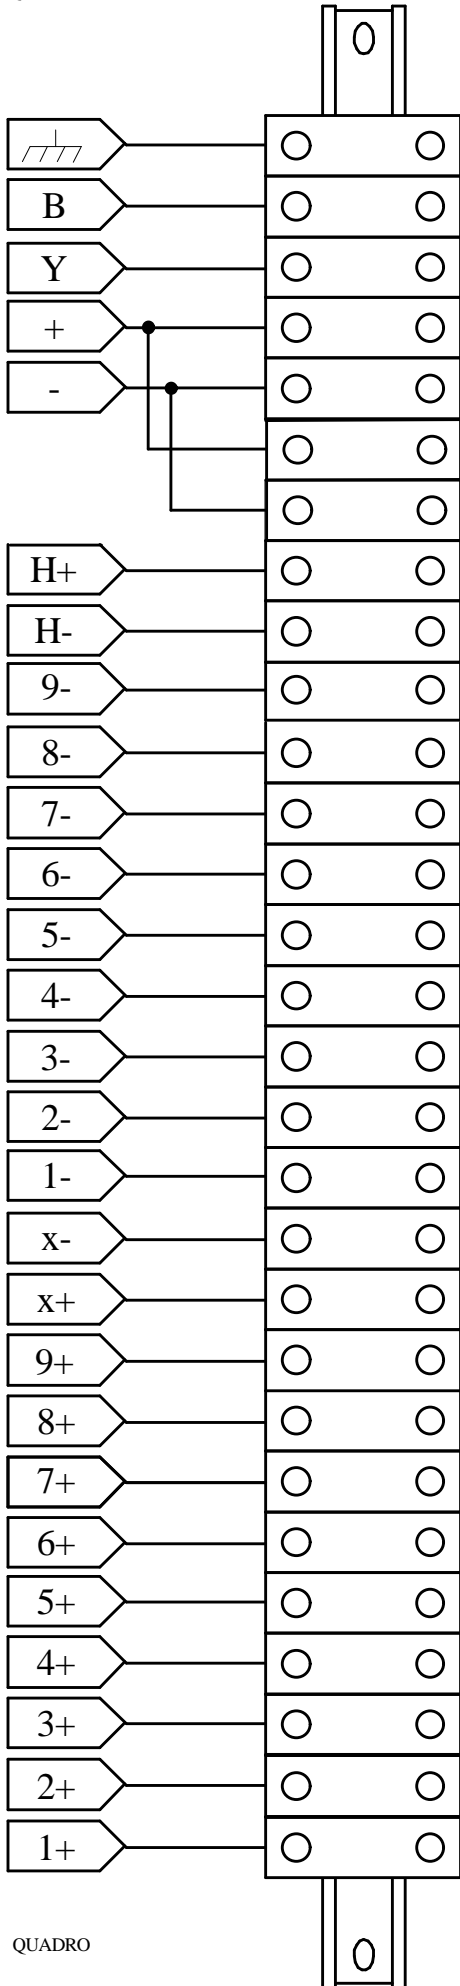 B
Y
+
-
H+
H-
9-
8-
7-
6-
5-
4-
3-
2-
1-
x-
x+
9+
8+
7+
6+
5+
4+
3+
2+
1+
QUADRO